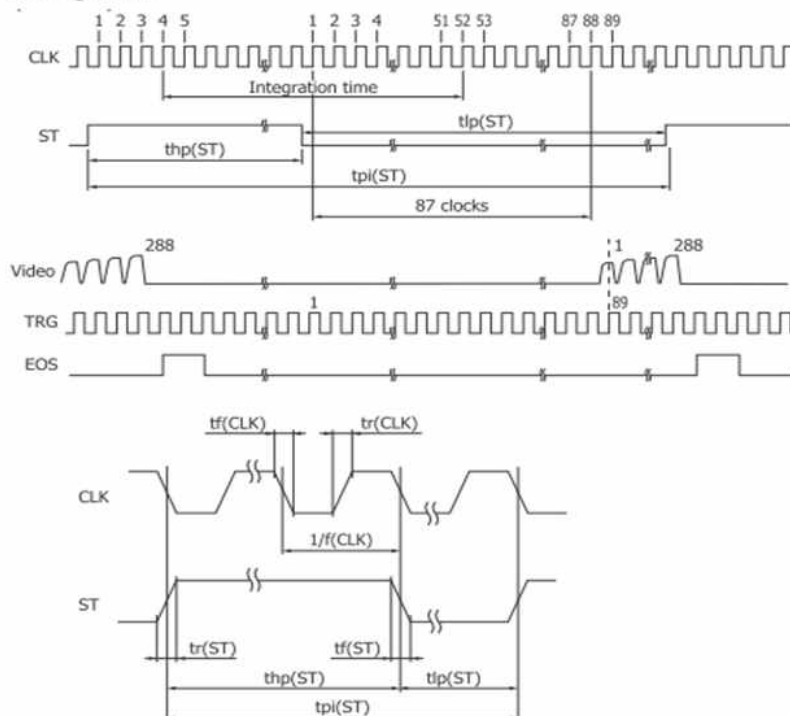 1 2 3 4 5 1 2 3 4 51 52 53 87 88 89
CLK
Integration time
ST
tlp(ST)
thp(ST)
tpi(ST)
87 clocks
288 1 288
Video
1 89
TRG
EOS
tf(CLK) tr(CLK)
CLK
1/f(CLK)
ST
tr(ST) tf(ST)
thp(ST) tlp(ST)
tpi(ST)